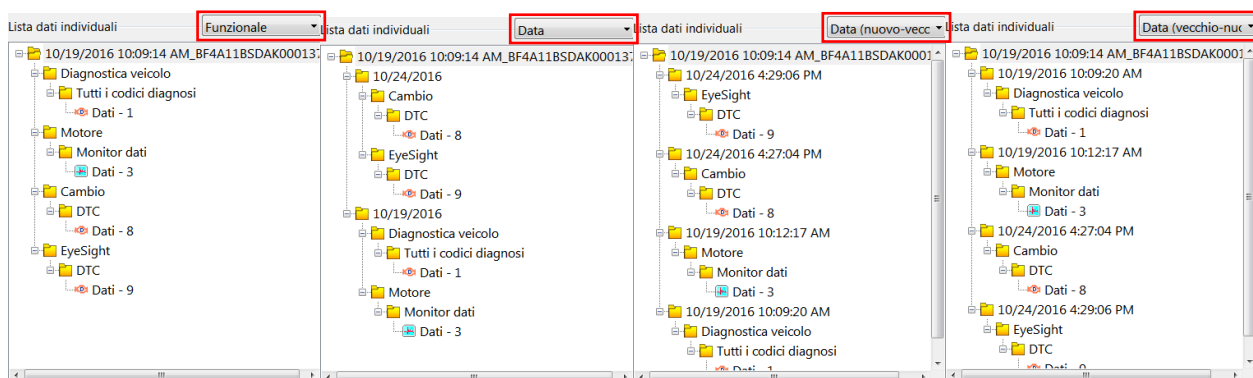 Lista dati individuali
Funzionale
10/19/2016 10:09:14 AM_BF4A11BSDAK00013
Diagnostica veicolo
Tutti i codici diagnosi
Dati - 1
Motore
Monitor dati
Dati - 3
Cambio
DTC
Dati - 8
EyeSight
DTC
Dati - 9
Lista dati individuali
Data
10/19/2016 10:09:14 AM_BF4A11BSDAK00013
10/24/2016
Cambio
DTC
Dati - 8
EyeSight
DTC
Dati - 9
10/19/2016
Diagnostica veicolo
Tutti i codici diagnosi
Dati - 1
Motore
Monitor dati
Dati - 3
Lista dati individuali
Data (nuovo-vecc
10/19/2016 10:09:14 AM_BF4A11BSDAK0001
10/24/2016 4:29:06 PM
EyeSight
DTC
Dati - 9
10/24/2016 4:27:04 PM
Cambio
DTC
Dati - 8
10/19/2016 10:12:17 AM
Motore
Monitor dati
Dati - 3
10/19/2016 10:09:20 AM
Diagnostica veicolo
Tutti i codici diagnosi
Dati - 1
Lista dati individuali
Data (vecchio-nuc
10/19/2016 10:09:14 AM_BF4A11BSDAK0001
10/19/2016 10:09:20 AM
Diagnostica veicolo
Tutti i codici diagnosi
Dati - 1
10/19/2016 10:12:17 AM
Motore
Monitor dati
Dati - 3
10/24/2016 4:27:04 PM
Cambio
DTC
Dati - 8
10/24/2016 4:29:06 PM
EyeSight
DTC
Dati - 9